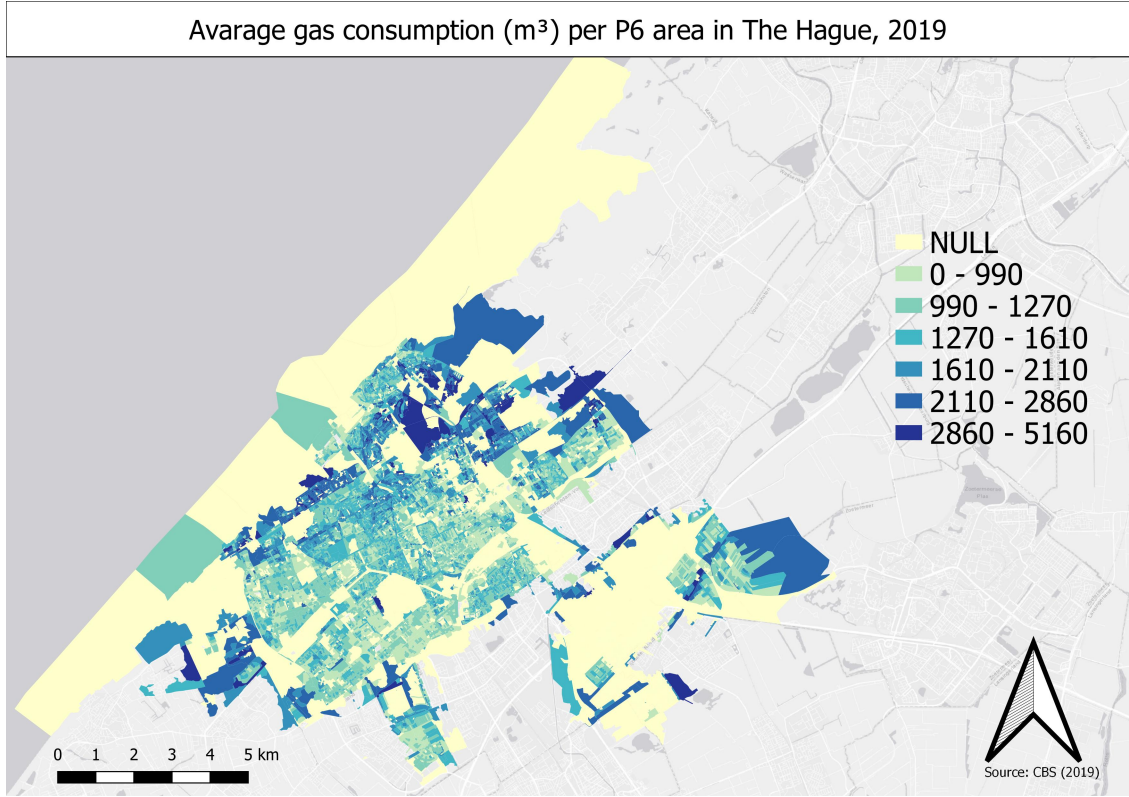 Avarage gas consumption (m³) per P6 area in The Hague, 2019
NULL
0 - 990
990 - 1270
1270 - 1610
1610 - 2110
2110 - 2860
2860 - 5160
0 1 2 3 4 5 km
Source: CBS (2019)